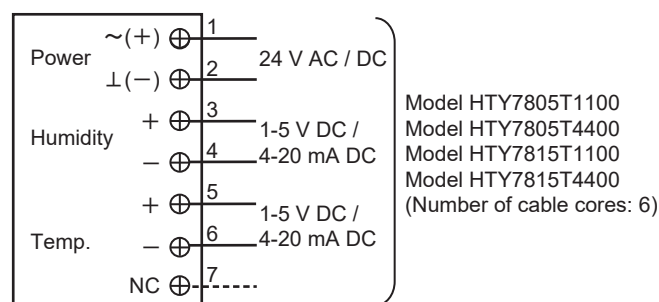 ~(+) 1
Power
24 V AC / DC
⊥(−) 2
+ 3
Humidity
1-5 V DC /
− 4
4-20 mA DC
+ 5
1-5 V DC /
Temp.
− 6
4-20 mA DC
NC 7
Model HTY7805T1100
Model HTY7805T4400
Model HTY7815T1100
Model HTY7815T4400
(Number of cable cores: 6)